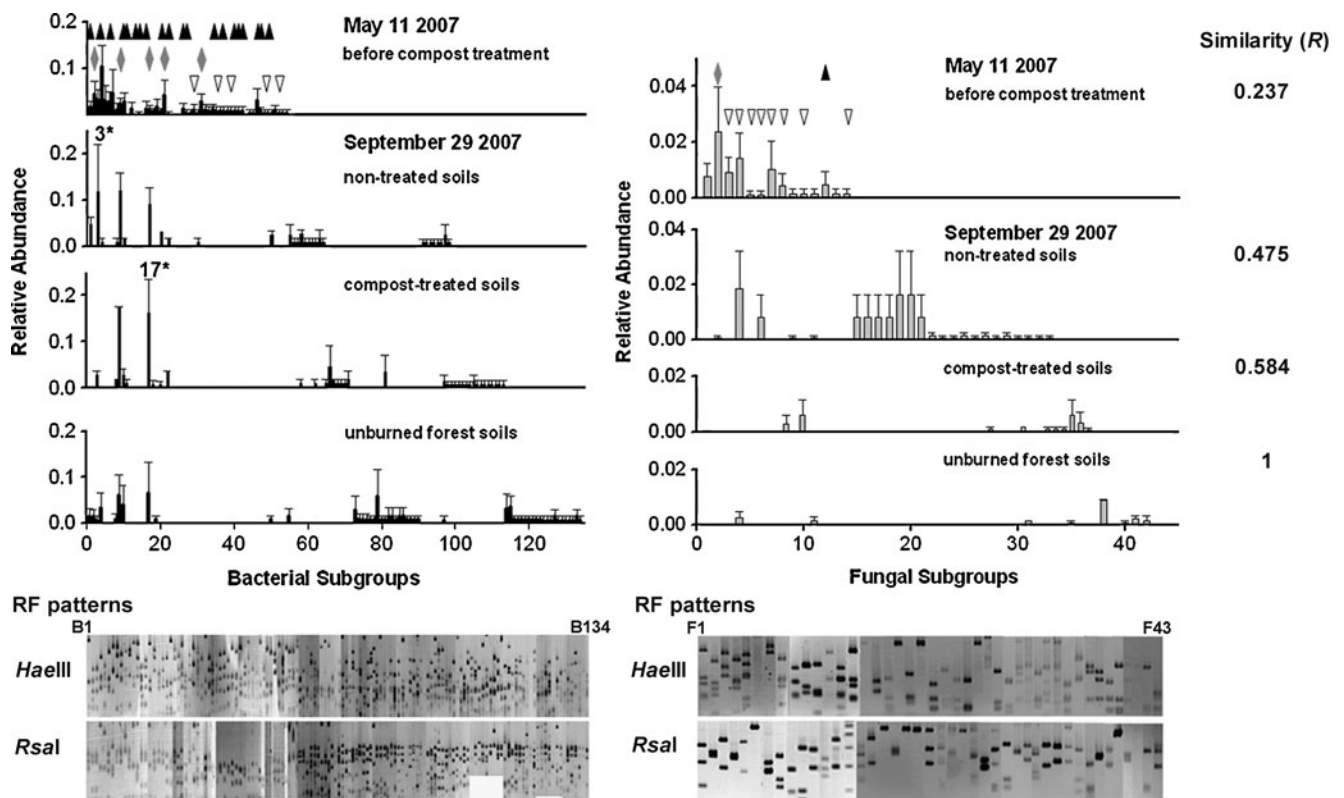 0.2
0.1
0.0
May 11 2007
before compost treatment
3*
0.2
0.1
0.0
September 29 2007
non-treated soils
17*
0.2
0.1
0.0
compost-treated soils
0.2
0.1
0.0
unburned forest soils
0 20 40 60 80 100 120
Relative Abundance
Relative Abundance
Bacterial Subgroups
0.04
0.02
0.00
May 11 2007
before compost treatment
0.04
0.02
0.00
September 29 2007
non-treated soils
0.02
0.00
compost-treated soils
0.02
0.00
unburned forest soils
0 10 20 30 40
Relative Abundance
Fungal Subgroups
Similarity (R)
0.237
0.475
0.584
1
RF patterns
B1 B134
HaeIII
RsaI
RF patterns
F1 F43
HaeIII
RsaI